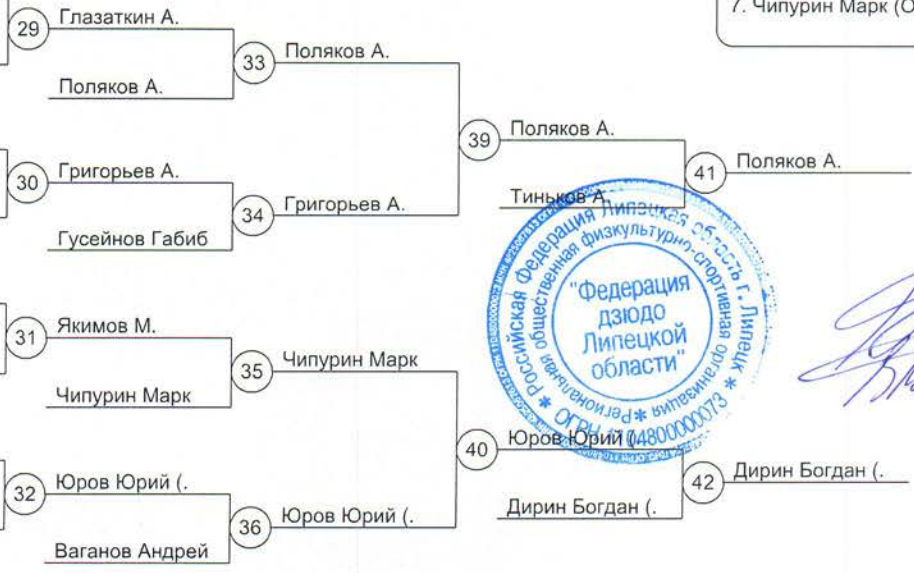 7. Чипурин Марк (О
29 Глазаткин А.
Поляков А.
33 Поляков А.
30 Григорьев А.
Гусейнов Габиб
34 Григорьев А.
39 Поляков А.
Тиньков А.
41 Поляков А.
31 Якимов М.
Чипурин Марк
35 Чипурин Марк
32 Юров Юрий (.
Ваганов Андрей
36 Юров Юрий (.
40 Юров Юрий (.
Дирин Богдан (.
42 Дирин Богдан (.
* Российская Федерация Липецкая область г. Липецк *
ОГРН 1104800000073
* Региональная общественная физкультурно-спортивная организация
"Федерация
дзюдо
Липецкой
области"